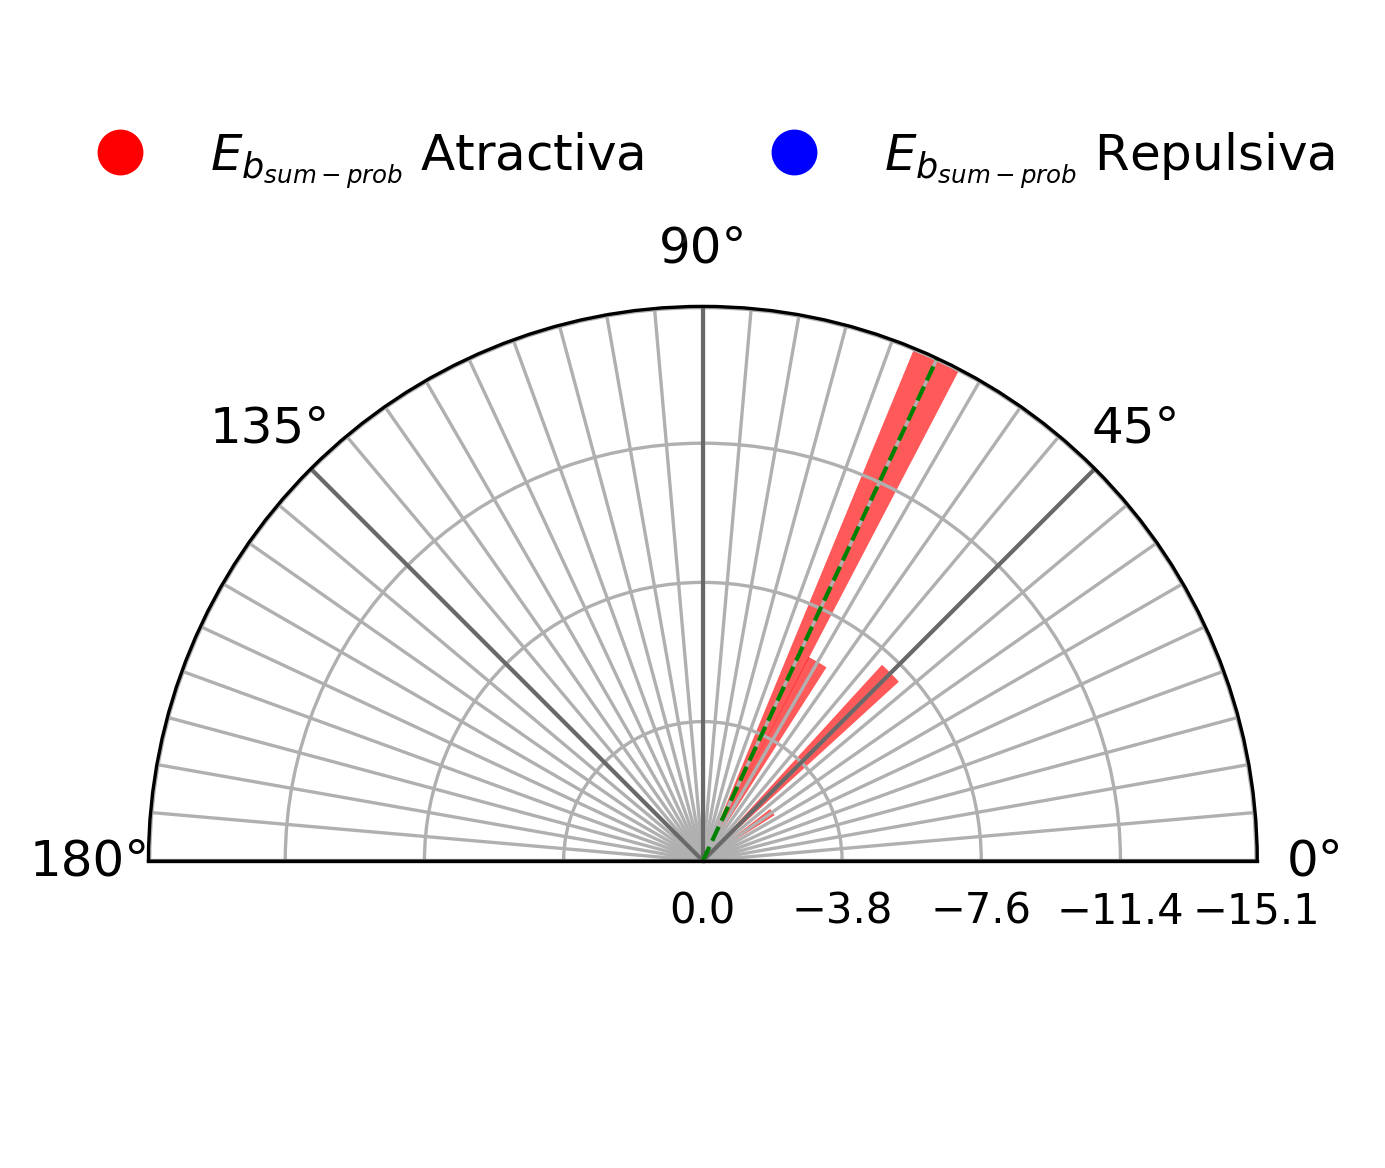 E_{b_{sum-prob}} Atractiva E_{b_{sum-prob}} Repulsiva
90°
135° 45°
180° 0°
0.0 −3.8 −7.6 −11.4 −15.1